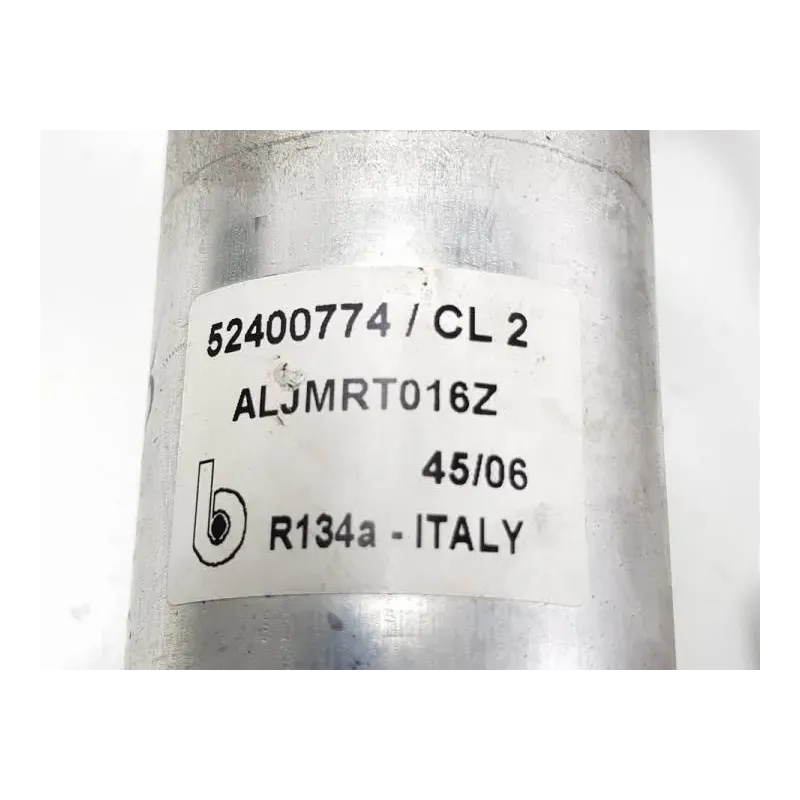 52400774 / CL 2
ALJMRT016Z
45/06
b R134a - ITALY